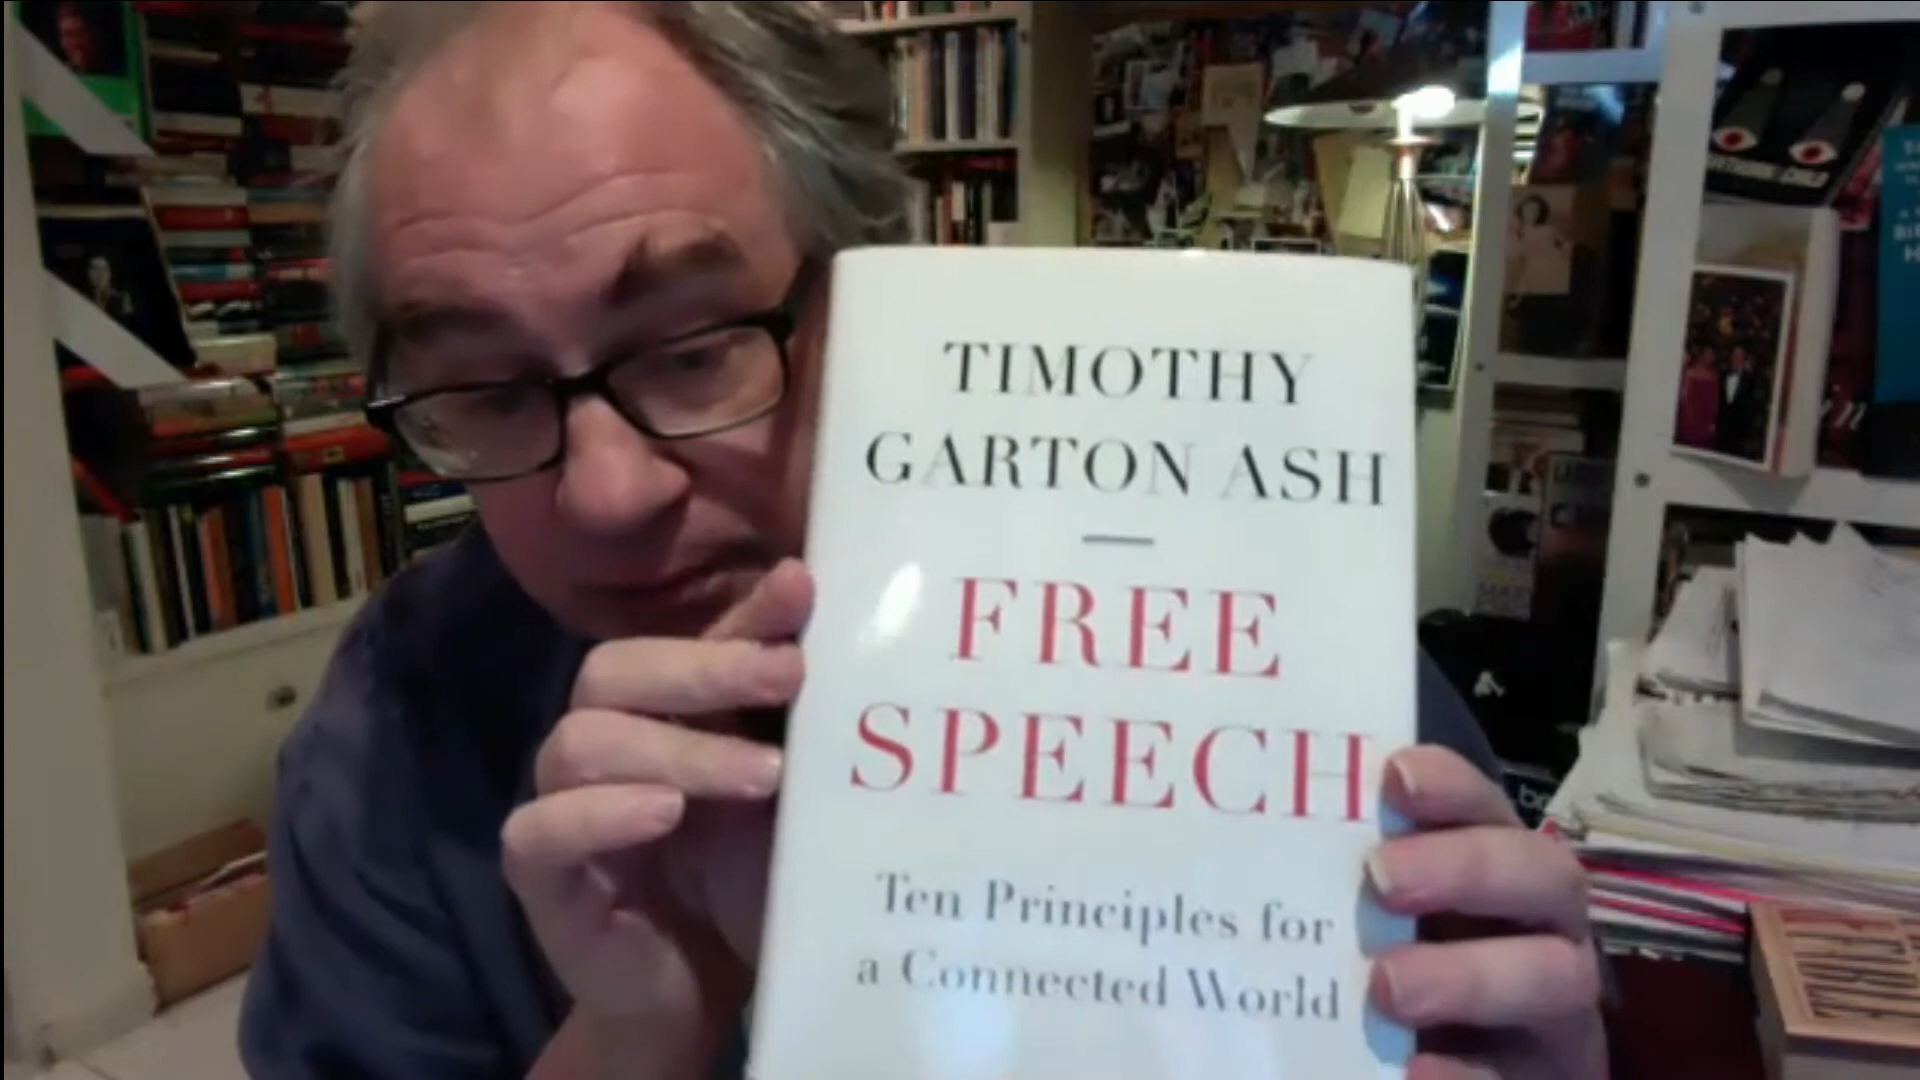 TIMOTHY
GARTON ASH
FREE
SPEECH
Ten Principles for
a Connected World